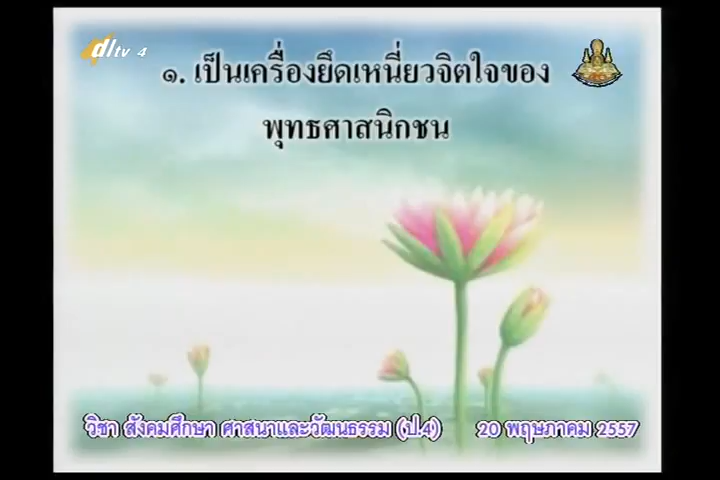 dltv 4
๑. เป็นเครื่องยึดเหนี่ยวจิตใจของ
พุทธศาสนิกชน
วิชา สังคมศึกษา ศาสนาและวัฒนธรรม (ป.4) 20 พฤษภาคม 2557